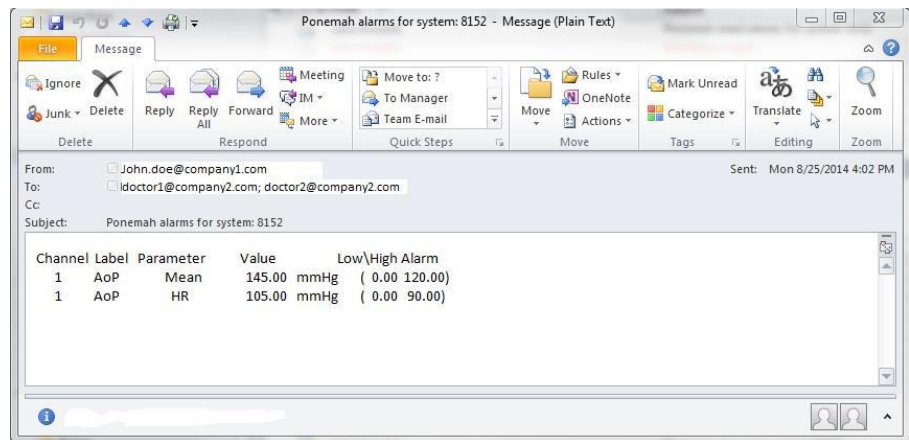 Ponemah alarms for system: 8152 - Message (Plain Text)
File Message
Ignore
Junk
Delete
Reply
Reply All
Forward
Meeting
IM
More
Move to: ?
To Manager
Team E-mail
Move
Rules
OneNote
Actions
Mark Unread
Categorize
Translate
Zoom
Delete Respond Quick Steps Move Tags Editing Zoom
From: John.doe@company1.com Sent: Mon 8/25/2014 4:02 PM
To: ldoctor1@company2.com; doctor2@company2.com
Cc:
Subject: Ponemah alarms for system: 8152
Channel Label Parameter Value Low\High Alarm
1 AoP Mean 145.00 mmHg ( 0.00 120.00)
1 AoP HR 105.00 mmHg ( 0.00 90.00)